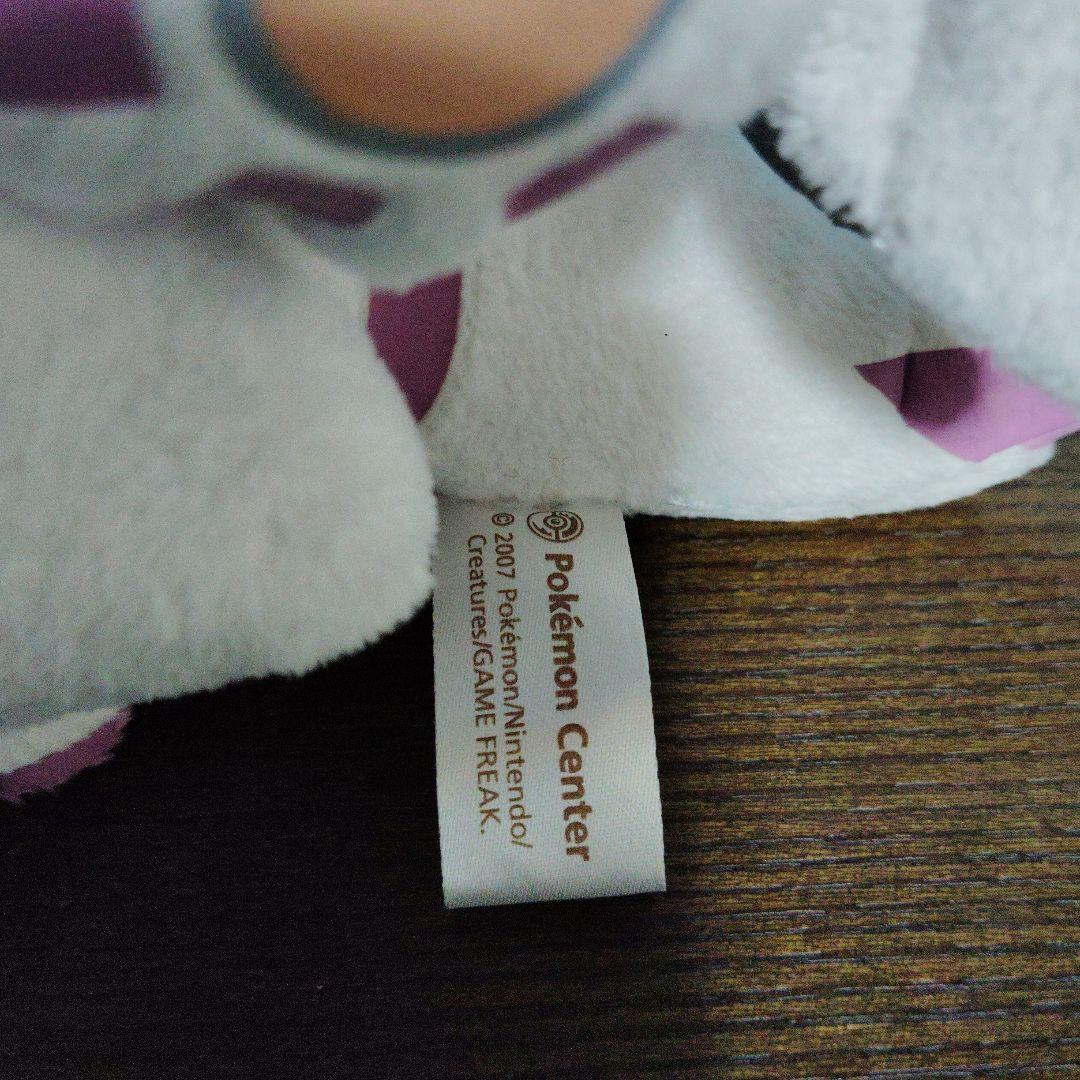 Pokémon Center
© 2007 Pokémon/Nintendo/
Creatures/GAME FREAK.